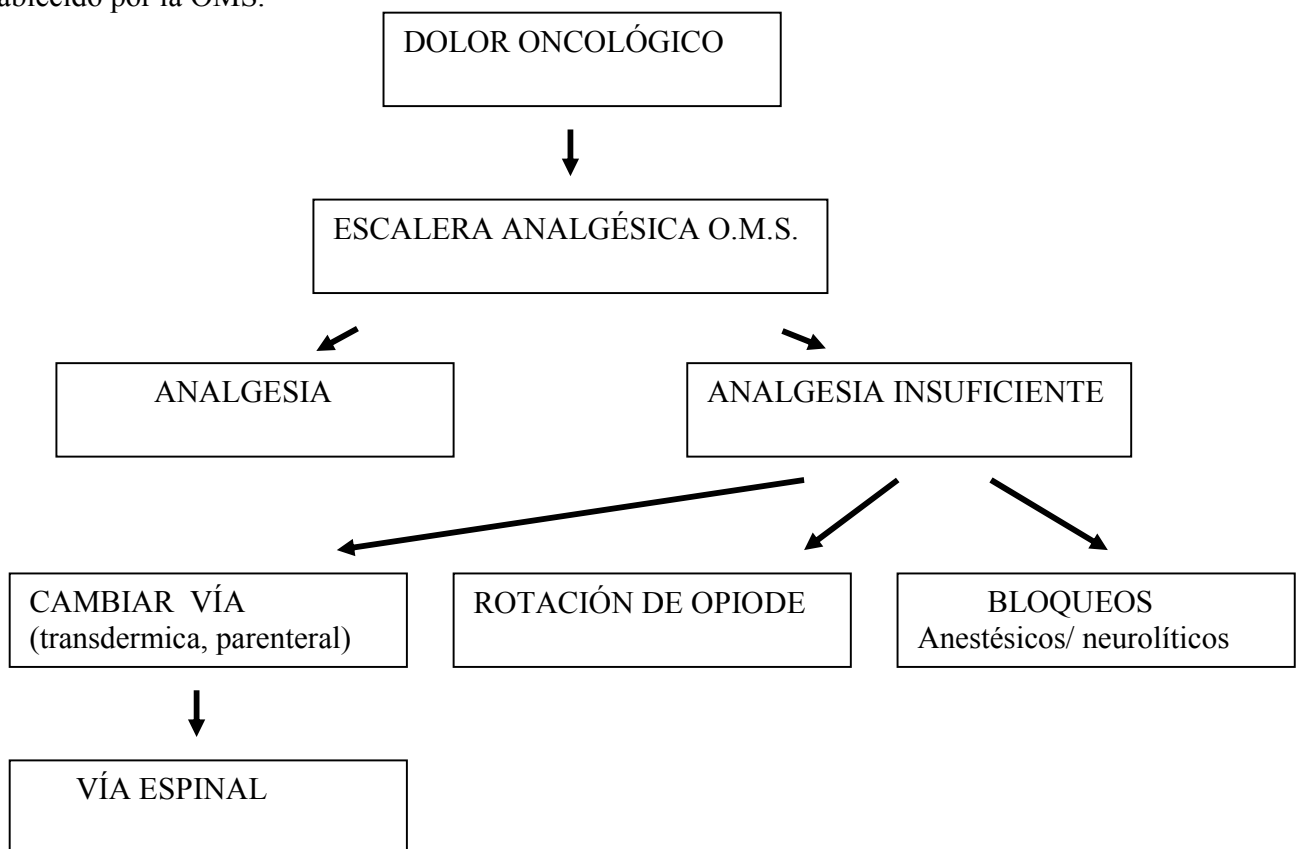 por la OMS.
DOLOR ONCOLÓGICO
ESCALERA ANALGÉSICA O.M.S.
ANALGESIA
ANALGESIA INSUFICIENTE
CAMBIAR VÍA
(transdermica, parenteral)
ROTACIÓN DE OPIODE
BLOQUEOS
Anestésicos/ neurolíticos
VÍA ESPINAL